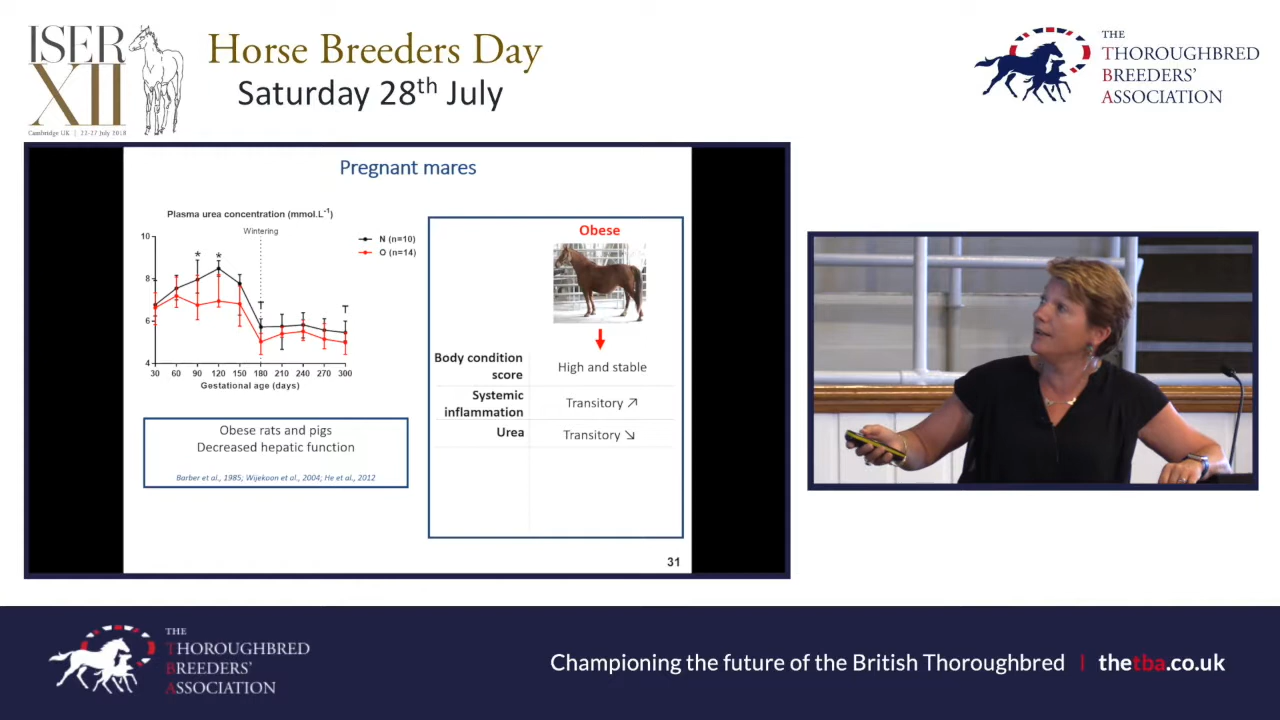 ISER
XII
Cambridge UK | 22-27 July 2018
Horse Breeders Day
Saturday 28th July
THE
THOROUGHBRED
BREEDERS'
ASSOCIATION
Pregnant mares
Plasma urea concentration (mmol.L-1)
Wintering
10
8
6
4
* *
T T
N (n=10)
O (n=14)
30 60 90 120 150 180 210 240 270 300
Gestational age (days)
Obese rats and pigs
Decreased hepatic function
Barber et al., 1985; Wijekoon et al., 2004; He et al., 2012
Obese
Body condition
score
High and stable
Systemic
inflammation
Transitory ↗
Urea
Transitory ↘
31
THE
THOROUGHBRED
BREEDERS'
ASSOCIATION
Championing the future of the British Thoroughbred | thetba.co.uk